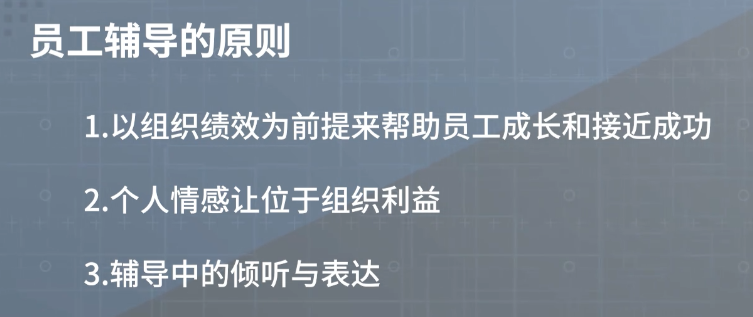 员工辅导的原则
1.以组织绩效为前提来帮助员工成长和接近成功
2.个人情感让位于组织利益
3.辅导中的倾听与表达